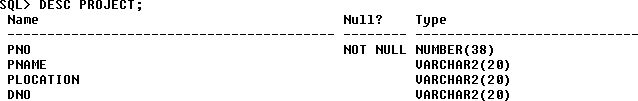 SQL> DESC PROJECT;
Name Null? Type
----------------------------------------- -------- ----------------------------
PNO NOT NULL NUMBER(38)
PNAME VARCHAR2(20)
PLOCATION VARCHAR2(20)
DNO VARCHAR2(20)